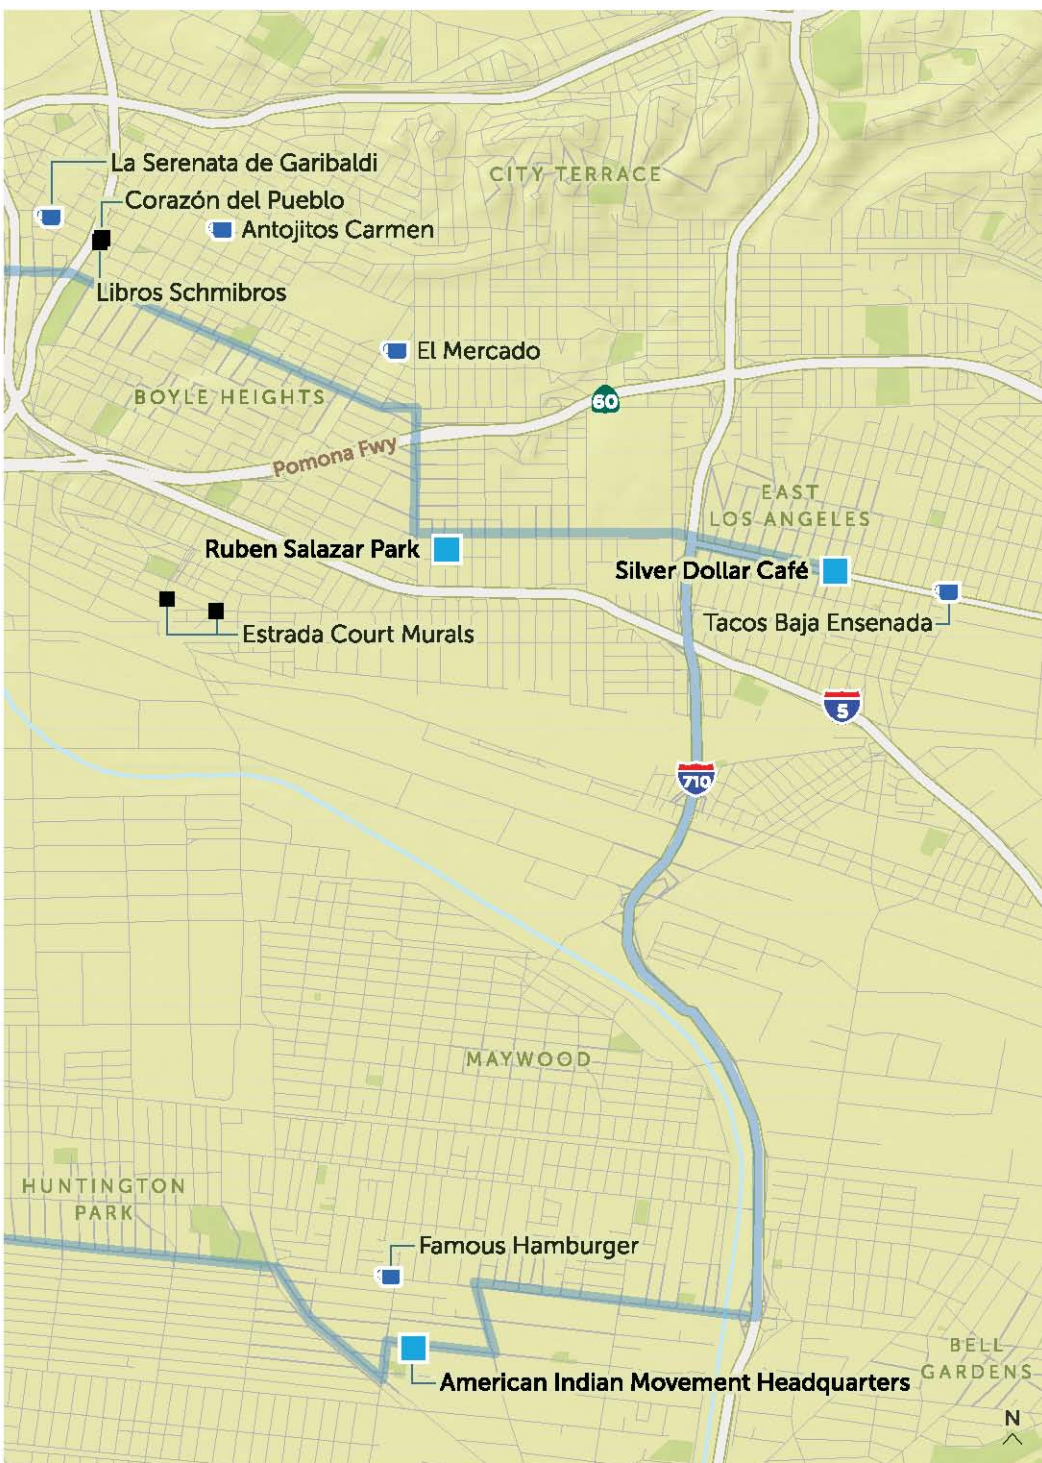 La Serenata de Garibaldi
CITY TERRACE
Corazón del Pueblo
Antojitos Carmen
Libros Schmibros
El Mercado
BOYLE HEIGHTS
60
Pomona Fwy
EAST
LOS ANGELES
Ruben Salazar Park
Silver Dollar Café
Tacos Baja Ensenada
Estrada Court Murals
5
710
MAYWOOD
HUNTINGTON
PARK
Famous Hamburger
BELL
GARDENS
American Indian Movement Headquarters
N